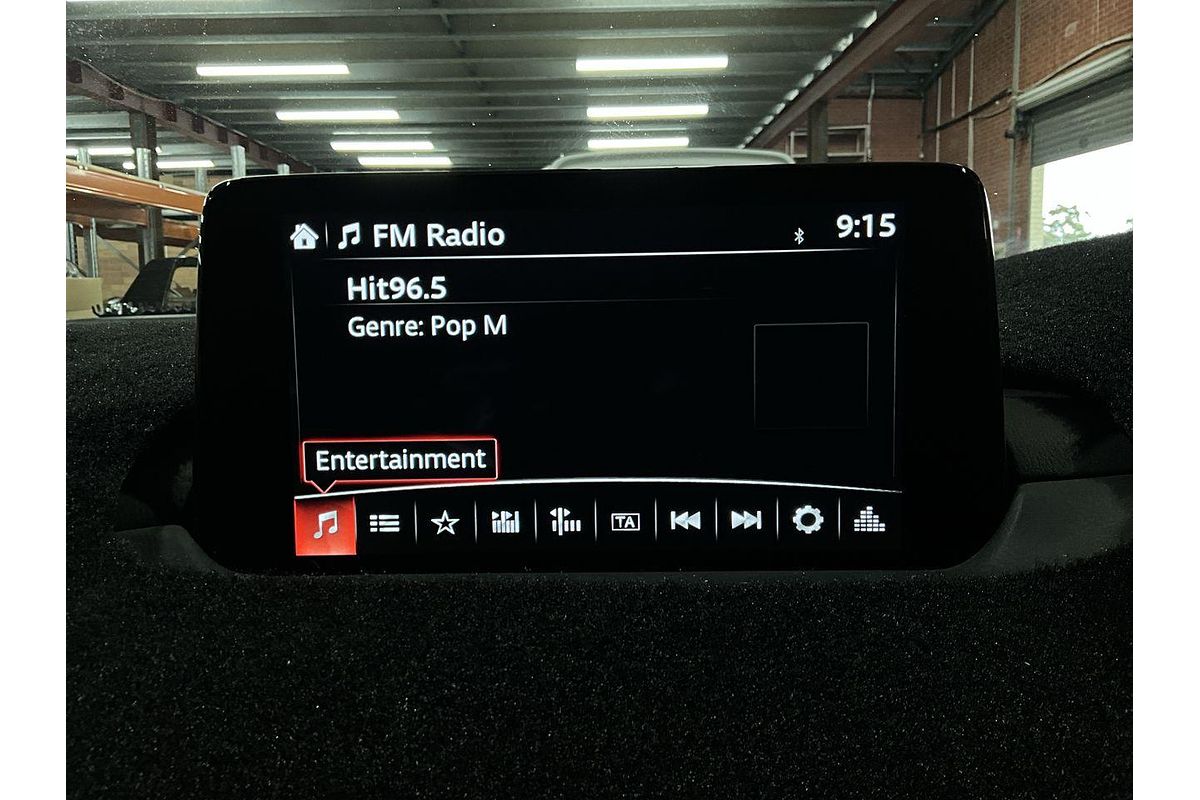 FM Radio
9:15
Hit96.5
Genre: Pop M
Entertainment
TA